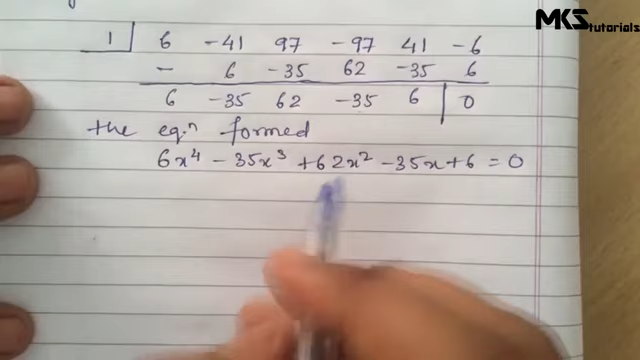 MKS tutorials
1 | 6 -41 97 -97 41 -6
- 6 -35 62 -35 6
6 -35 62 -35 6 | 0
the eq.n formed
6x⁴ - 35x³ + 62x² - 35x + 6 = 0